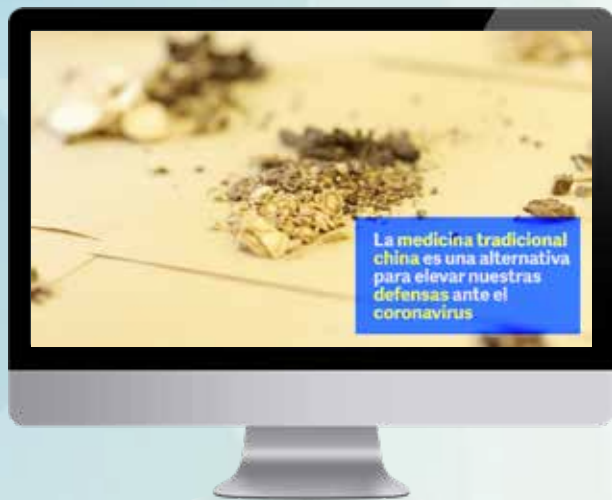 La medicina tradicional
china es una alternativa
para elevar nuestras
defensas ante el
coronavirus